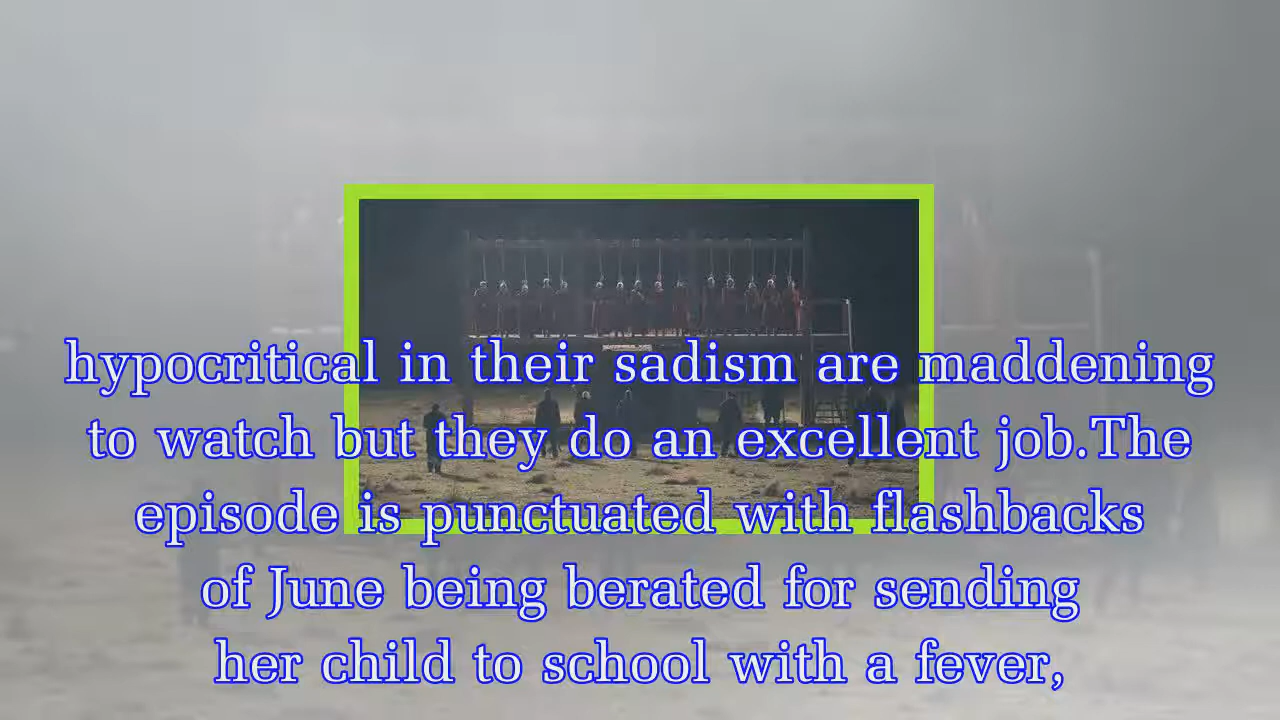 hypocritical in their sadism are maddening
to watch but they do an excellent job.The
episode is punctuated with flashbacks
of June being berated for sending
her child to school with a fever,